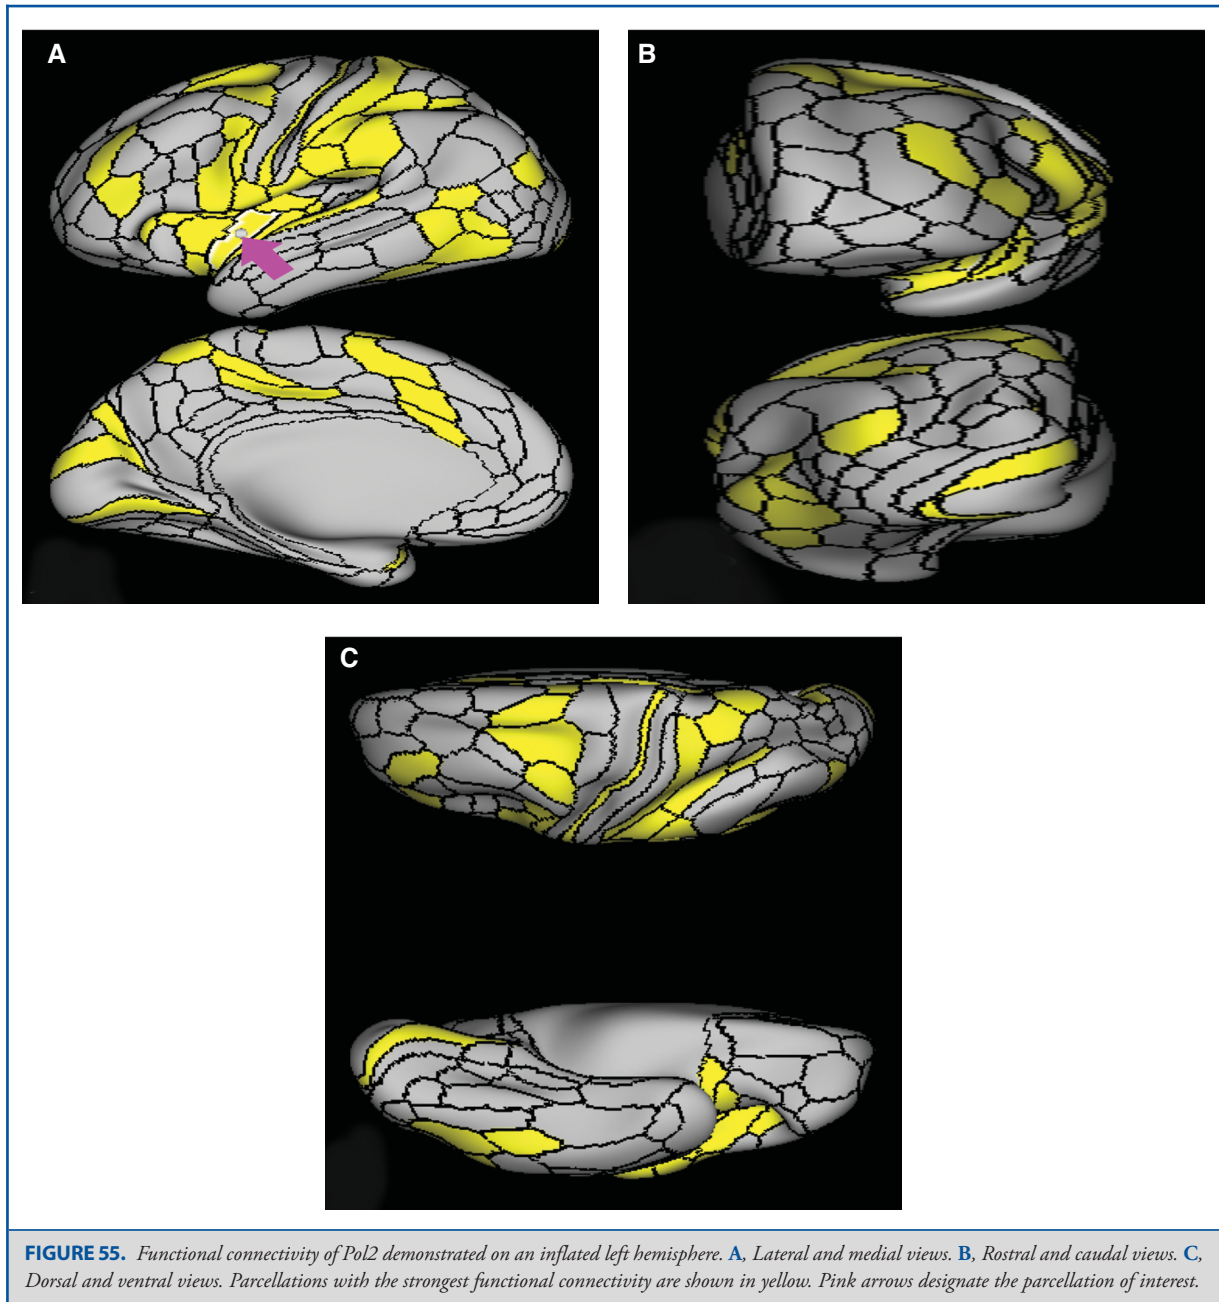 A
B
C
FIGURE 55. Functional connectivity of PoI2 demonstrated on an inflated left hemisphere. A, Lateral and medial views. B, Rostral and caudal views. C,
Dorsal and ventral views. Parcellations with the strongest functional connectivity are shown in yellow. Pink arrows designate the parcellation of interest.